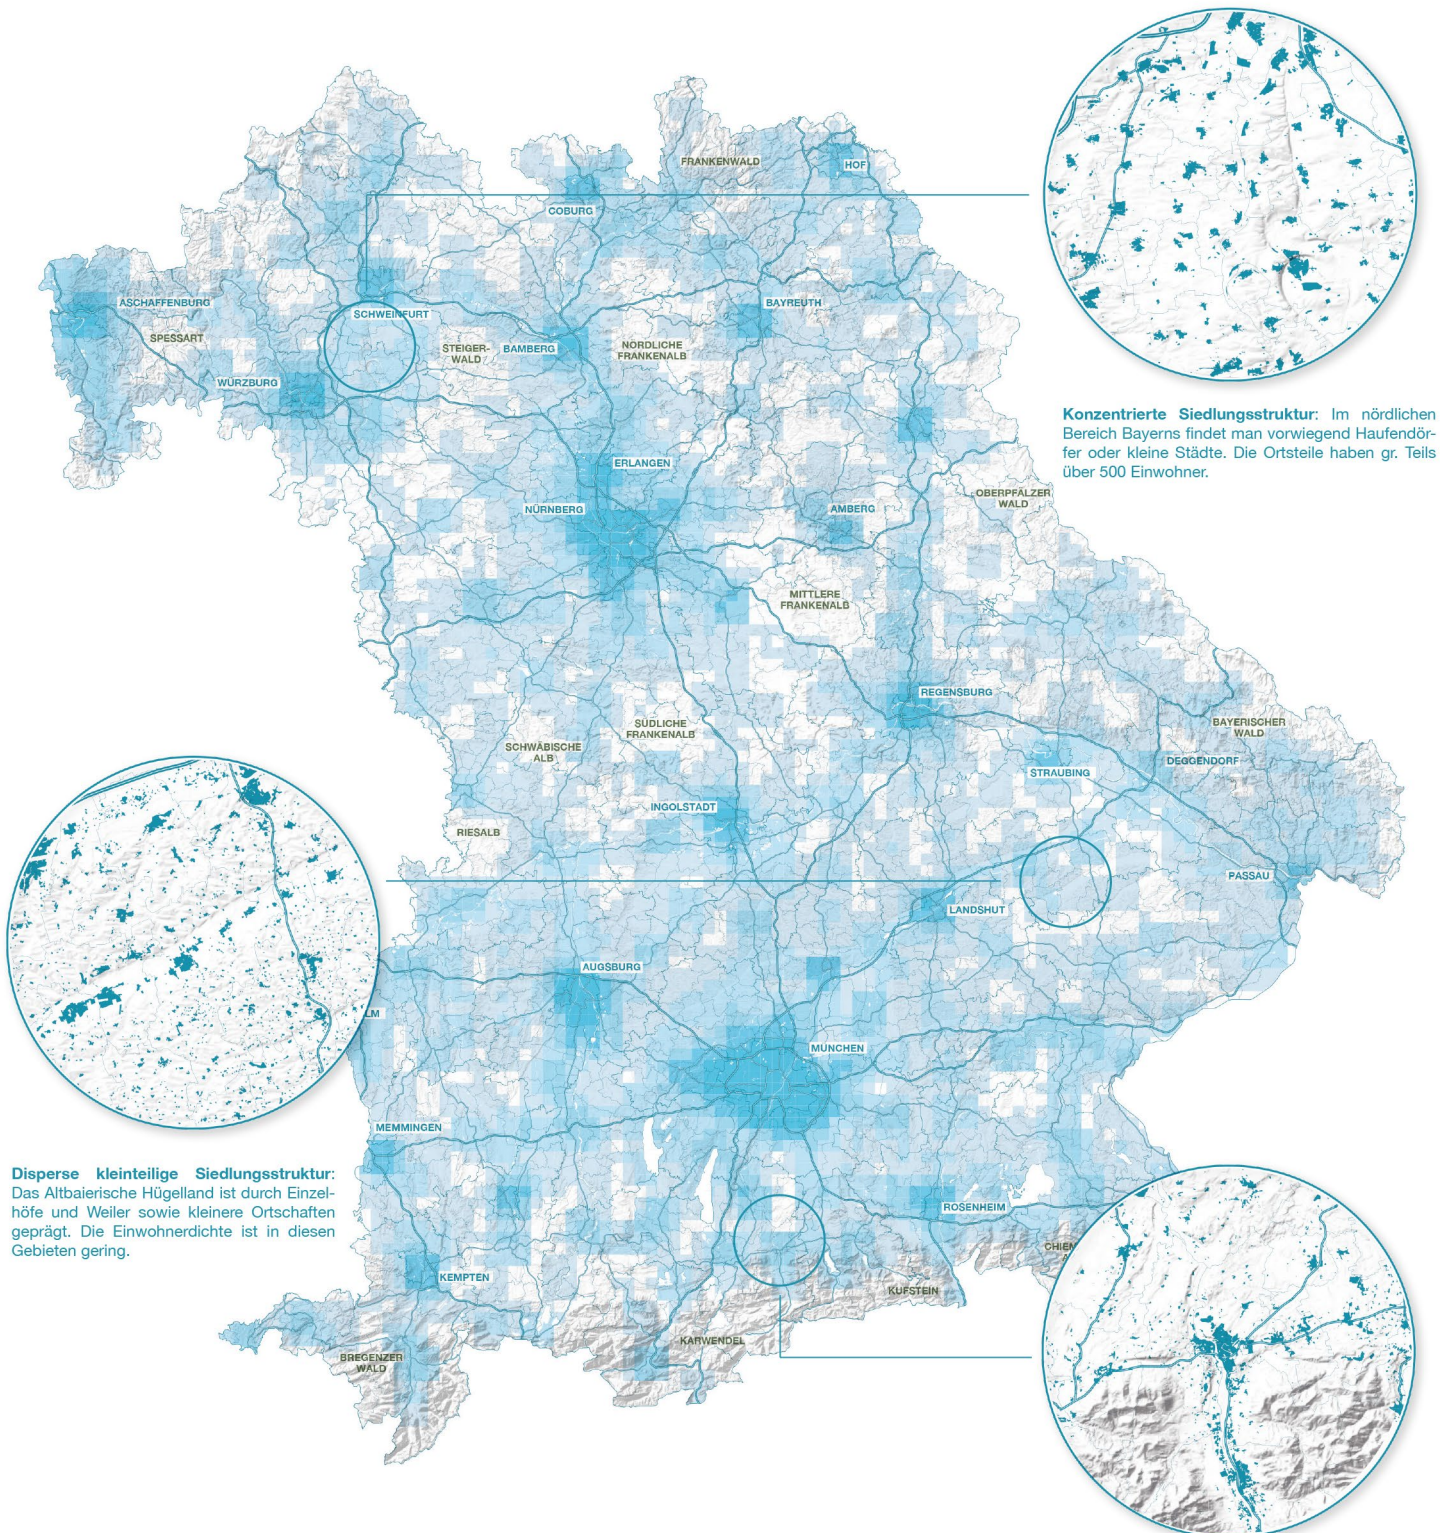 FRANKENWALD
HOF
COBURG
ASCHAFFENBURG
SPESSART
SCHWEINFURT
BAYREUTH
STEIGER-
WALD
BAMBERG
NÖRDLICHE
FRANKENALB
WÜRZBURG
Konzentrierte Siedlungsstruktur: Im nördlichen
Bereich Bayerns findet man vorwiegend Haufendör-
fer oder kleine Städte. Die Ortsteile haben gr. Teils
über 500 Einwohner.
ERLANGEN
NÜRNBERG
AMBERG
OBERPFÄLZER
WALD
MITTLERE
FRANKENALB
REGENSBURG
SÜDLICHE
FRANKENALB
SCHWÄBISCHE
ALB
BAYERISCHER
WALD
DEGGENDORF
STRAUBING
INGOLSTADT
RIESALB
PASSAU
LANDSHUT
AUGSBURG
LM
MÜNCHEN
MEMMINGEN
Disperse kleinteilige Siedlungsstruktur:
Das Altbaierische Hügelland ist durch Einzel-
höfe und Weiler sowie kleinere Ortschaften
geprägt. Die Einwohnerdichte ist in diesen
Gebieten gering.
ROSENHEIM
CHIEM
KEMPTEN
KUFSTEIN
KARWENDEL
BREGENZER
WALD